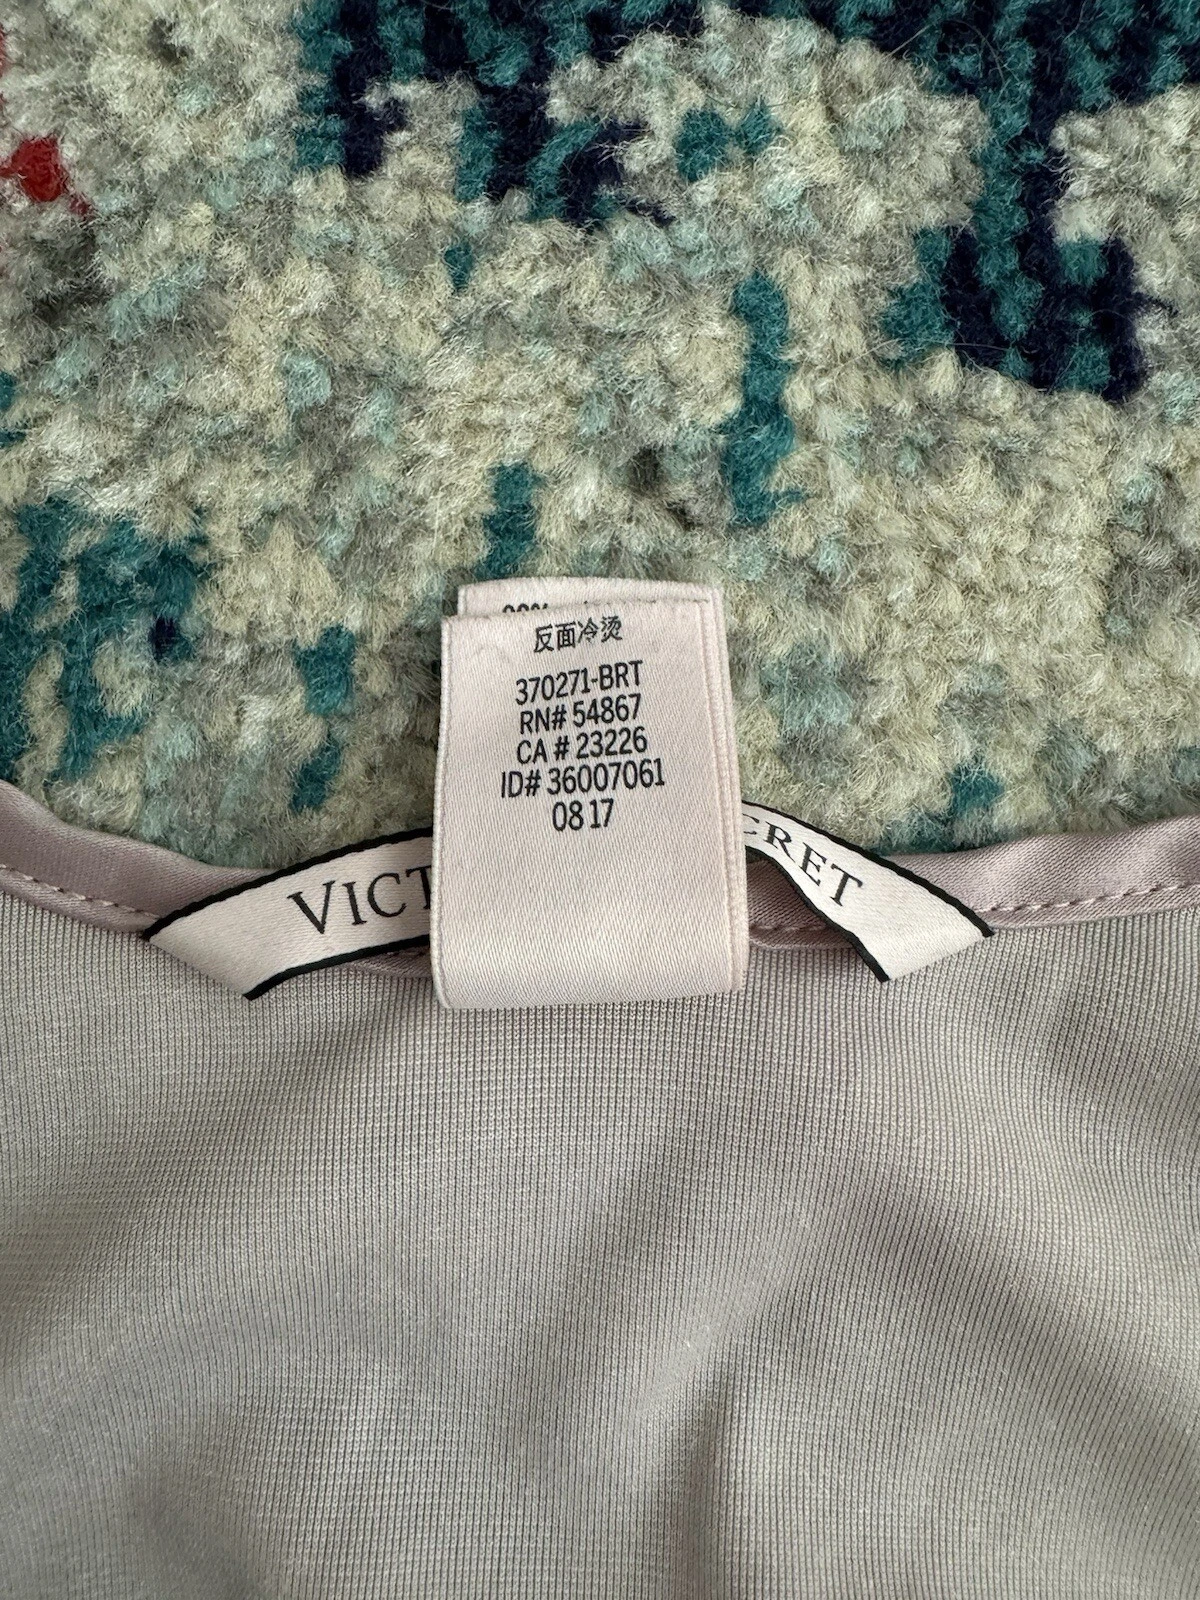 反面冷烫
370271-BRT
RN# 54867
CA # 23226
ID# 36007061
08 17
VICT
CRET